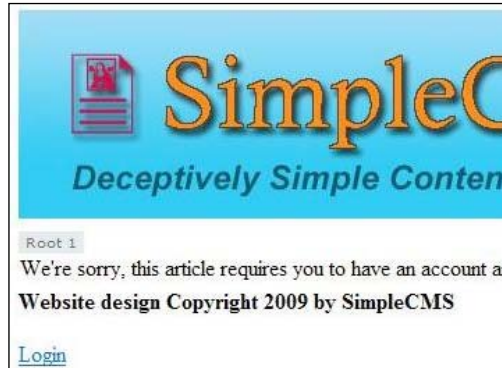 SimpleC
Deceptively Simple Conten
Root 1
We're sorry, this article requires you to have an account a
Website design Copyright 2009 by SimpleCMS
Login